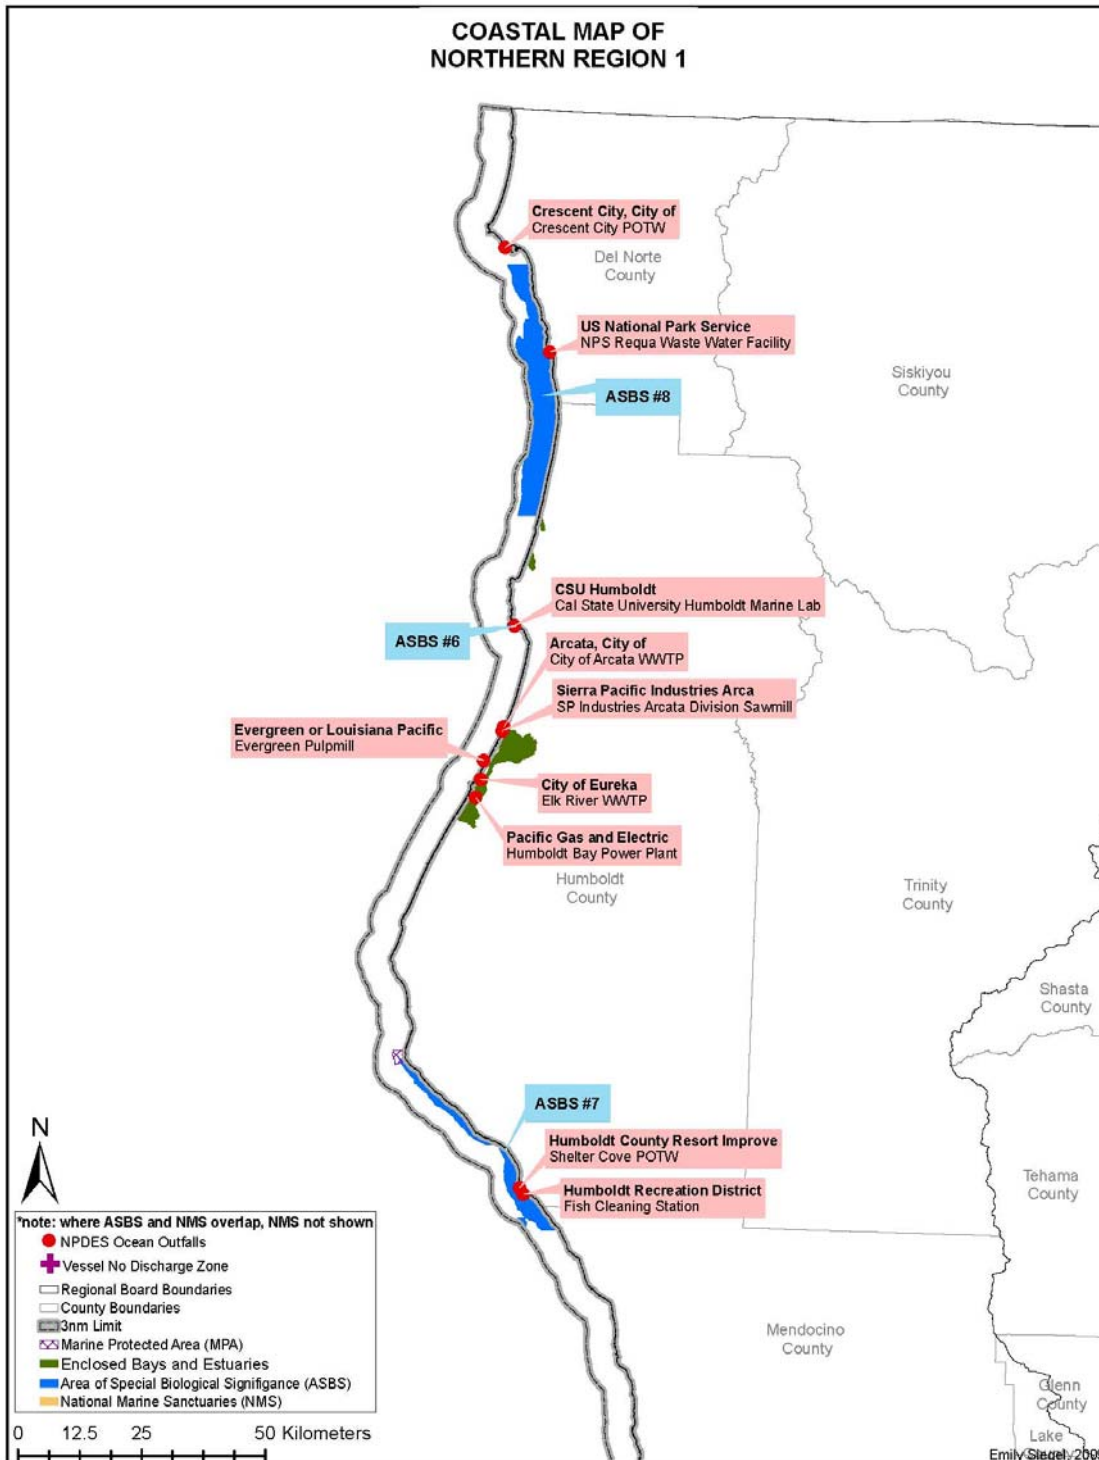 COASTAL MAP OF
NORTHERN REGION 1
Crescent City, City of
Crescent City POTW
Del Norte
County
US National Park Service
NPS Requa Waste Water Facility
Siskiyou
County
ASBS #8
CSU Humboldt
Cal State University Humboldt Marine Lab
ASBS #6
Arcata, City of
City of Arcata WWTP
Sierra Pacific Industries Arca
SP Industries Arcata Division Sawmill
Evergreen or Louisiana Pacific
Evergreen Pulpmill
City of Eureka
Elk River WWTP
Pacific Gas and Electric
Humboldt Bay Power Plant
Humboldt
County
Trinity
County
Shasta
County
ASBS #7
Humboldt County Resort Improve
Shelter Cove POTW
Humboldt Recreation District
Fish Cleaning Station
Tehama
County
N
*note: where ASBS and NMS overlap, NMS not shown
NPDES Ocean Outfalls
Vessel No Discharge Zone
Regional Board Boundaries
County Boundaries
3nm Limit
Marine Protected Area (MPA)
Enclosed Bays and Estuaries
Area of Special Biological Signifigance (ASBS)
National Marine Sanctuaries (NMS)
Mendocino
County
Glenn
County
Lake
0 12.5 25 50 Kilometers
Emily Siegel,